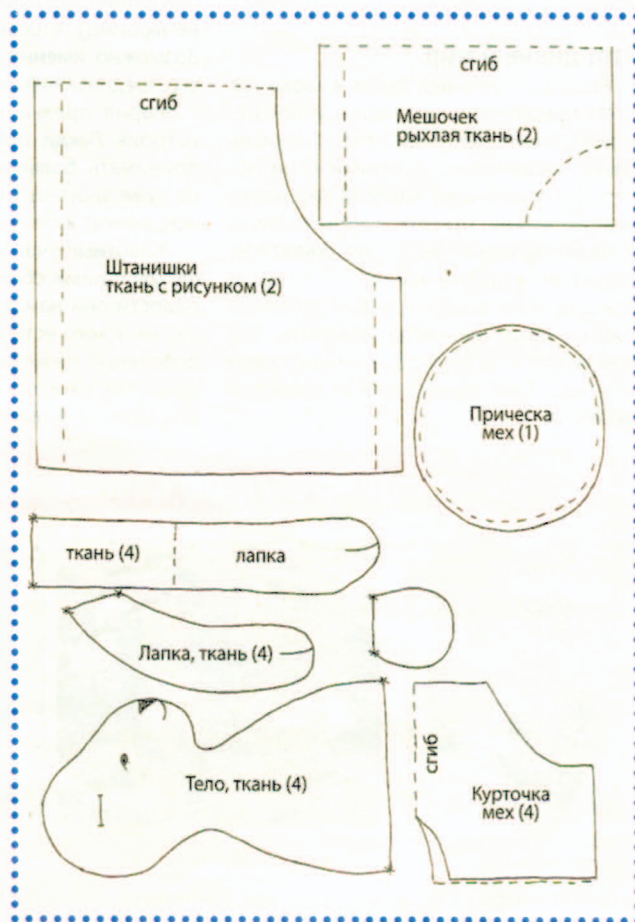 сгиб
Мешочек
рыхлая ткань (2)
сгиб
Штанишки
ткань с рисунком (2)
Прическа
мех (1)
ткань (4)
лапка
Лапка, ткань (4)
Тело, ткань (4)
сгиб
Курточка
мех (4)